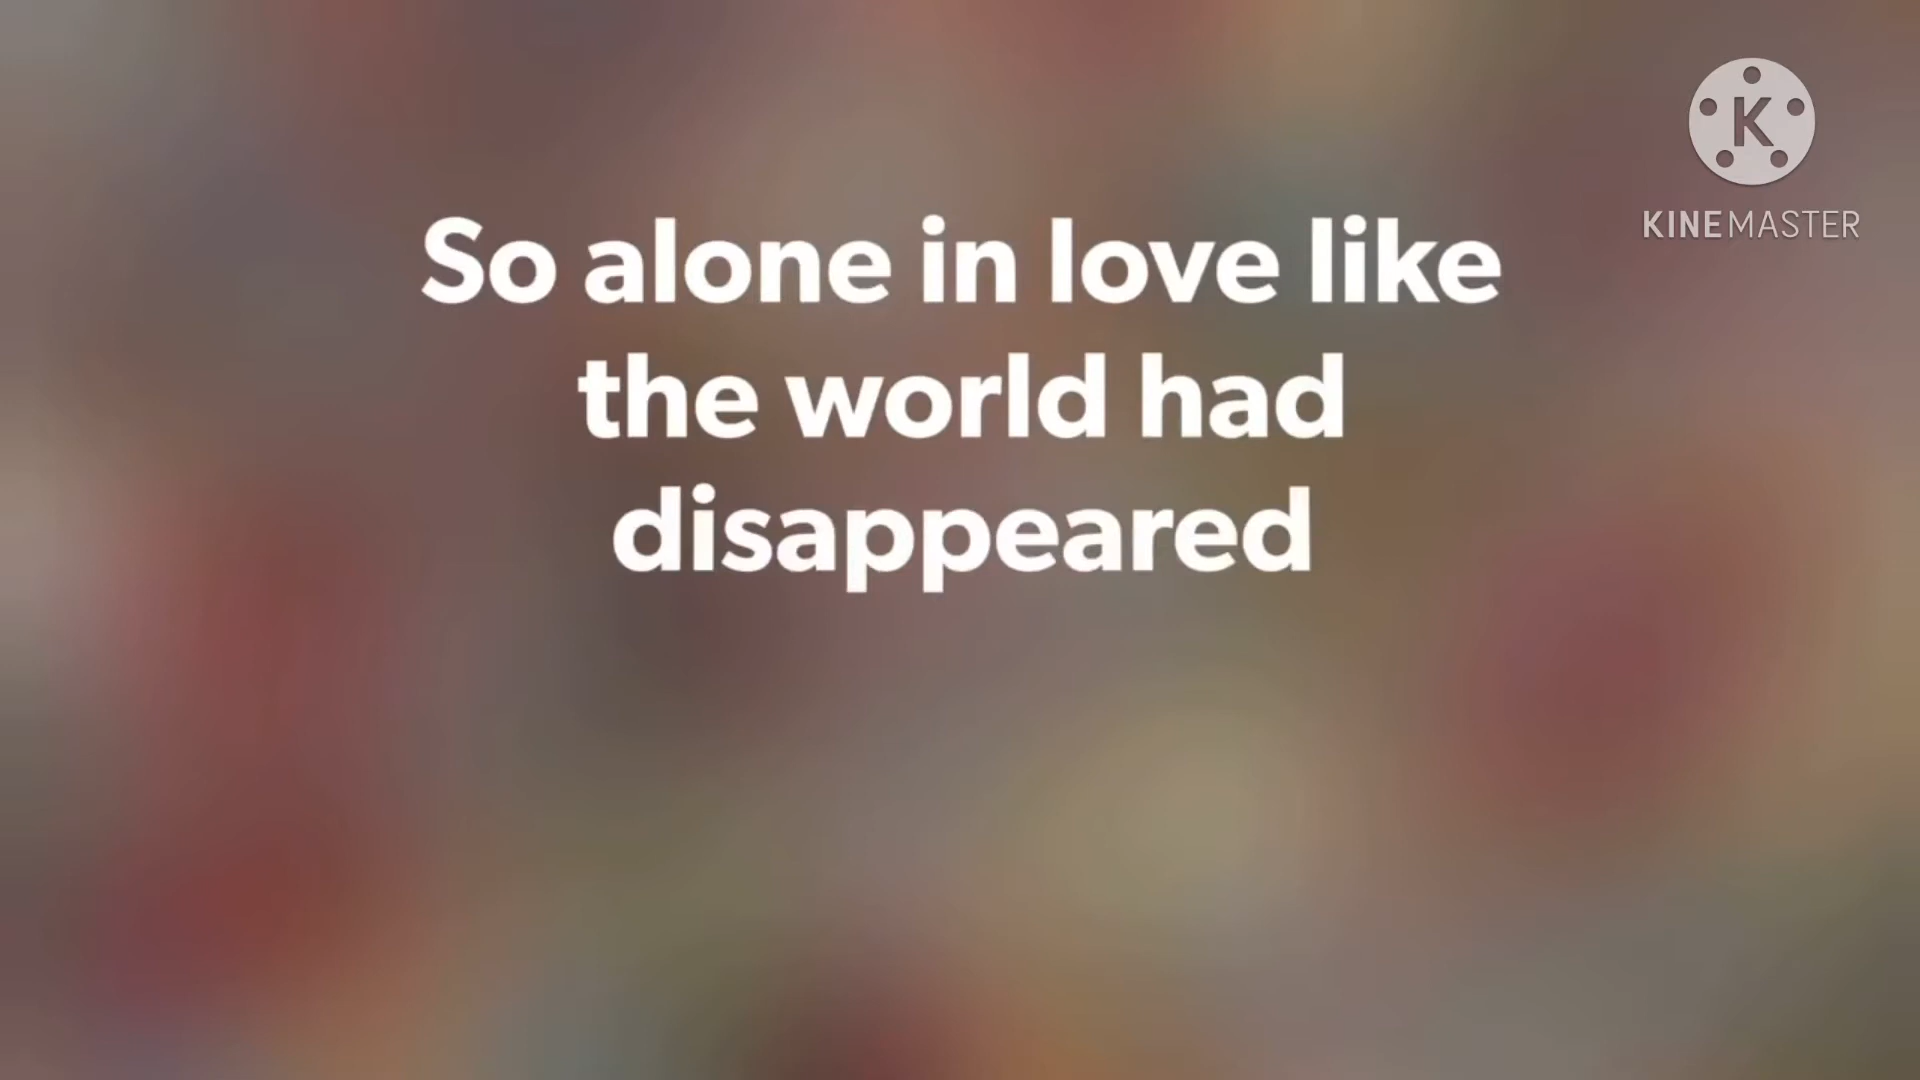 So alone in love like
the world had
disappeared
K
KINEMASTER